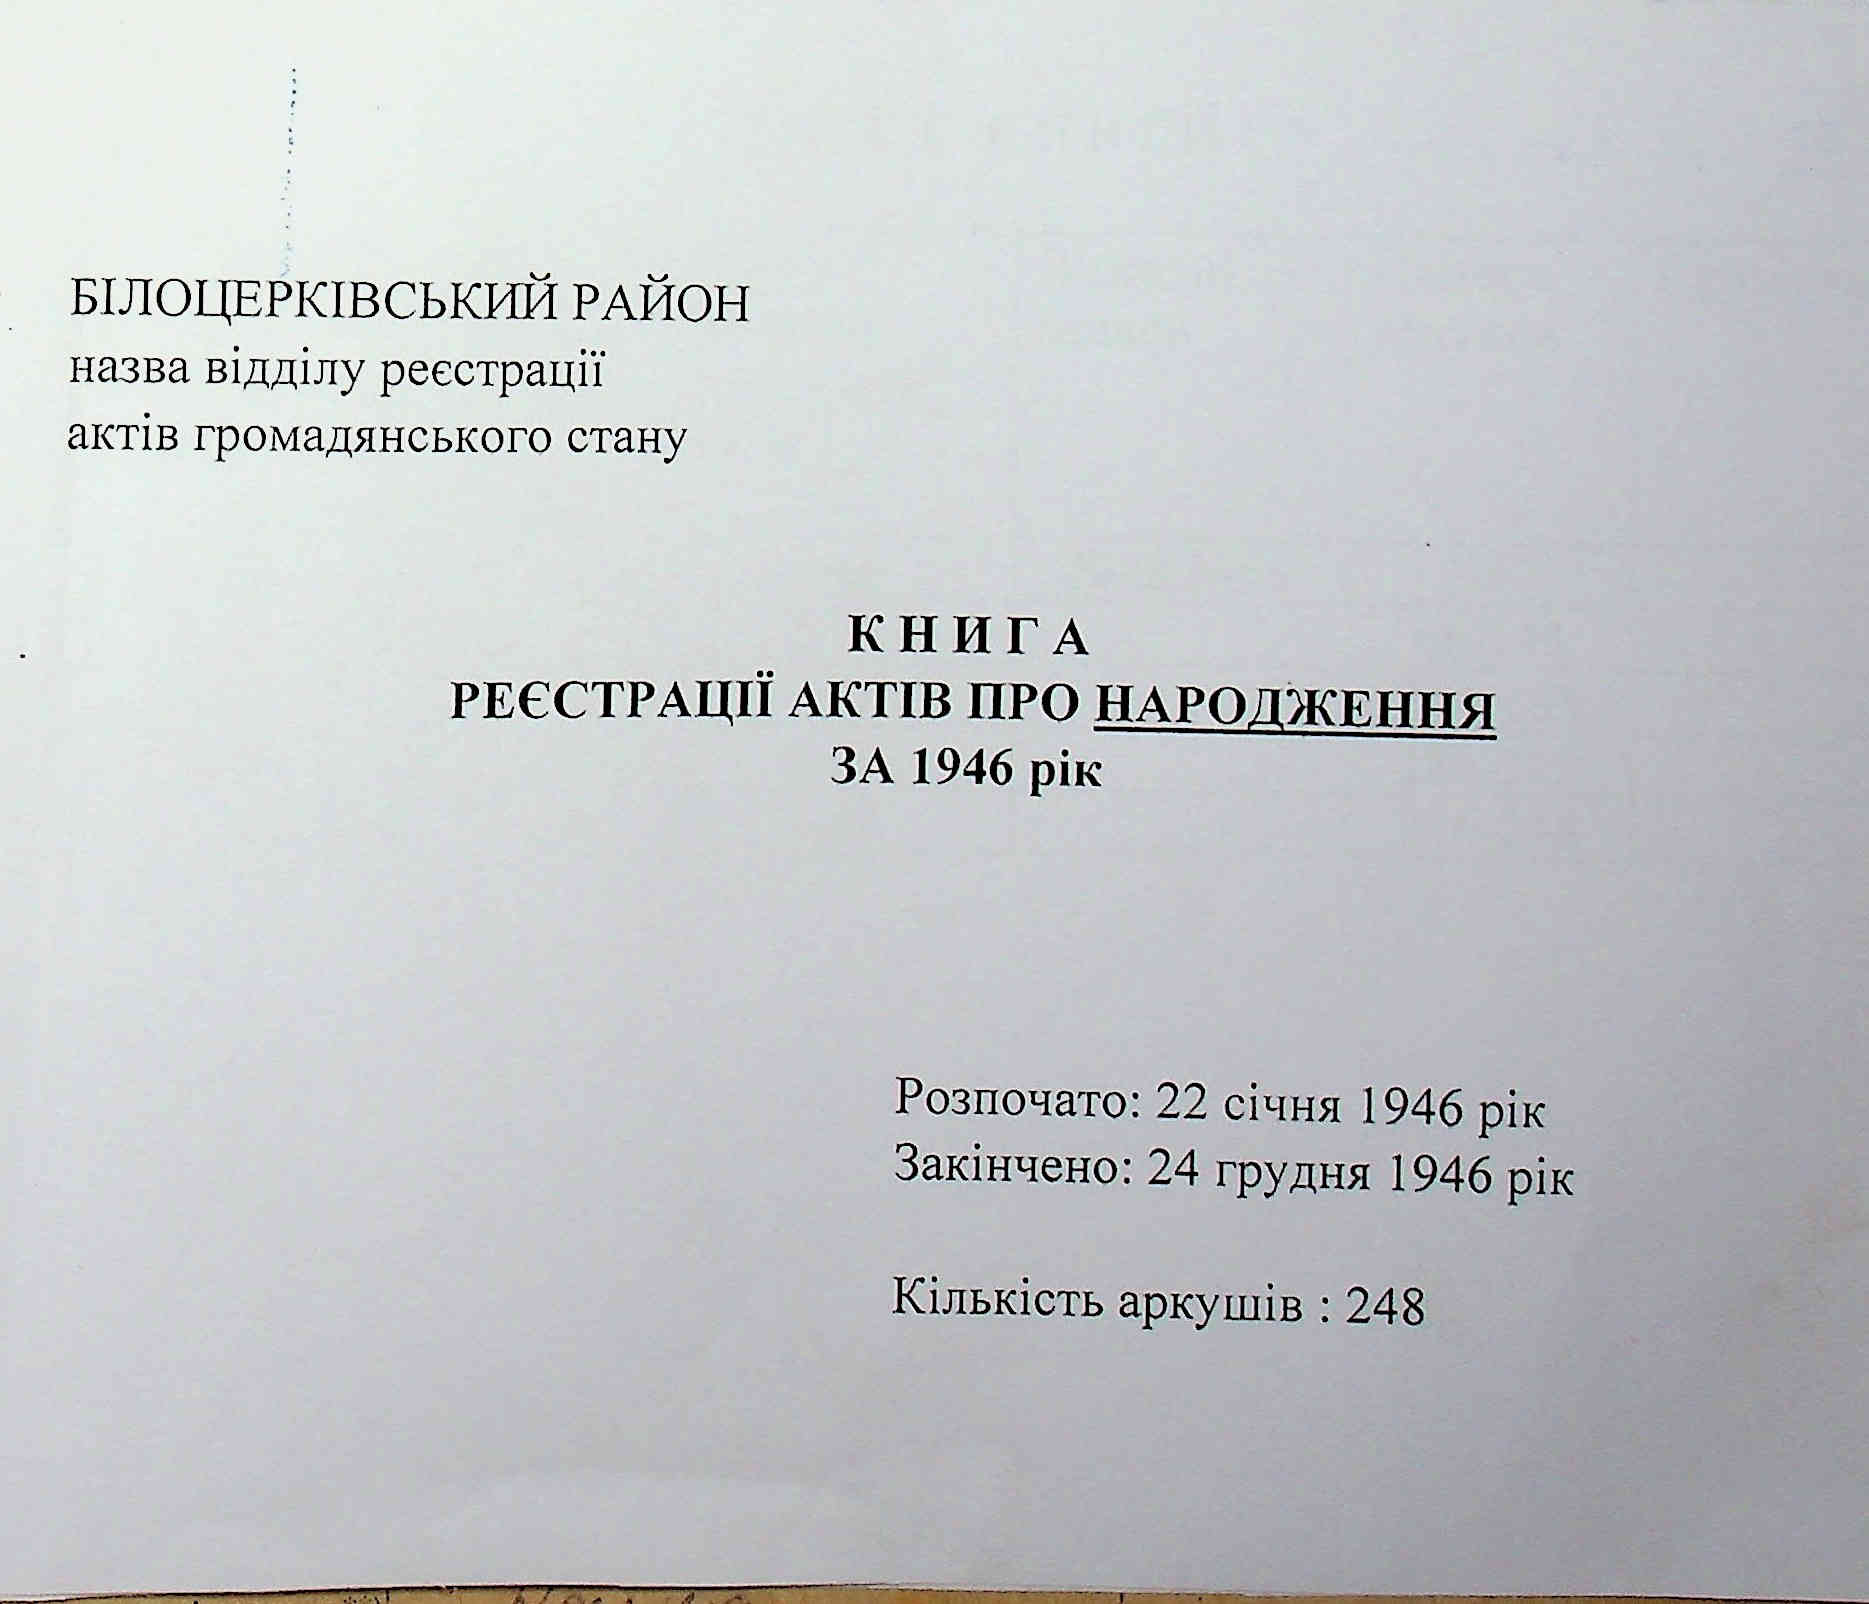 БІЛОЦЕРКІВСЬКИЙ РАЙОН
назва відділу реєстрації
актів громадянського стану
К Н И Г А
РЕЄСТРАЦІЇ АКТІВ ПРО НАРОДЖЕННЯ
ЗА 1946 рік
Розпочато: 22 січня 1946 рік
Закінчено: 24 грудня 1946 рік
Кількість аркушів : 248